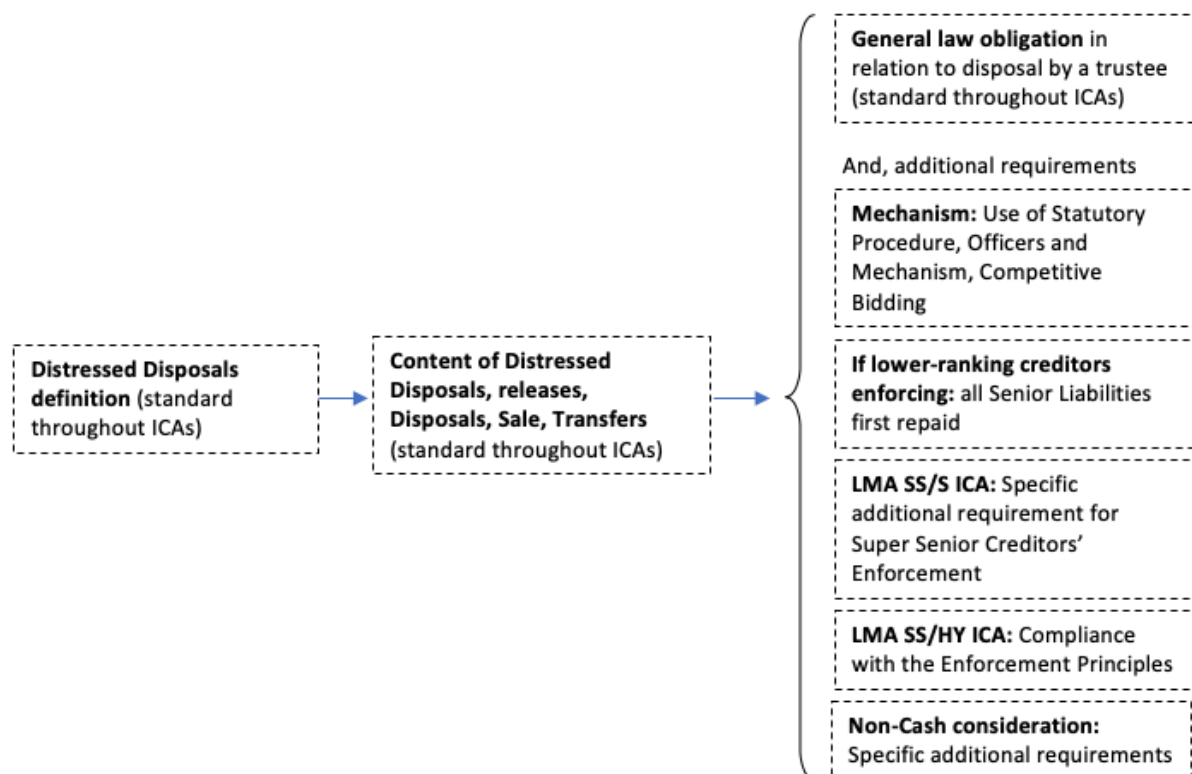 Distressed Disposals
definition (standard
throughout ICAs)
Content of Distressed
Disposals, releases,
Disposals, Sale, Transfers
(standard throughout ICAs)
General law obligation in
relation to disposal by a trustee
(standard throughout ICAs)
And, additional requirements
Mechanism: Use of Statutory
Procedure, Officers and
Mechanism, Competitive
Bidding
If lower-ranking creditors
enforcing: all Senior Liabilities
first repaid
LMA SS/S ICA: Specific
additional requirement for
Super Senior Creditors’
Enforcement
LMA SS/HY ICA: Compliance
with the Enforcement Principles
Non-Cash consideration:
Specific additional requirements